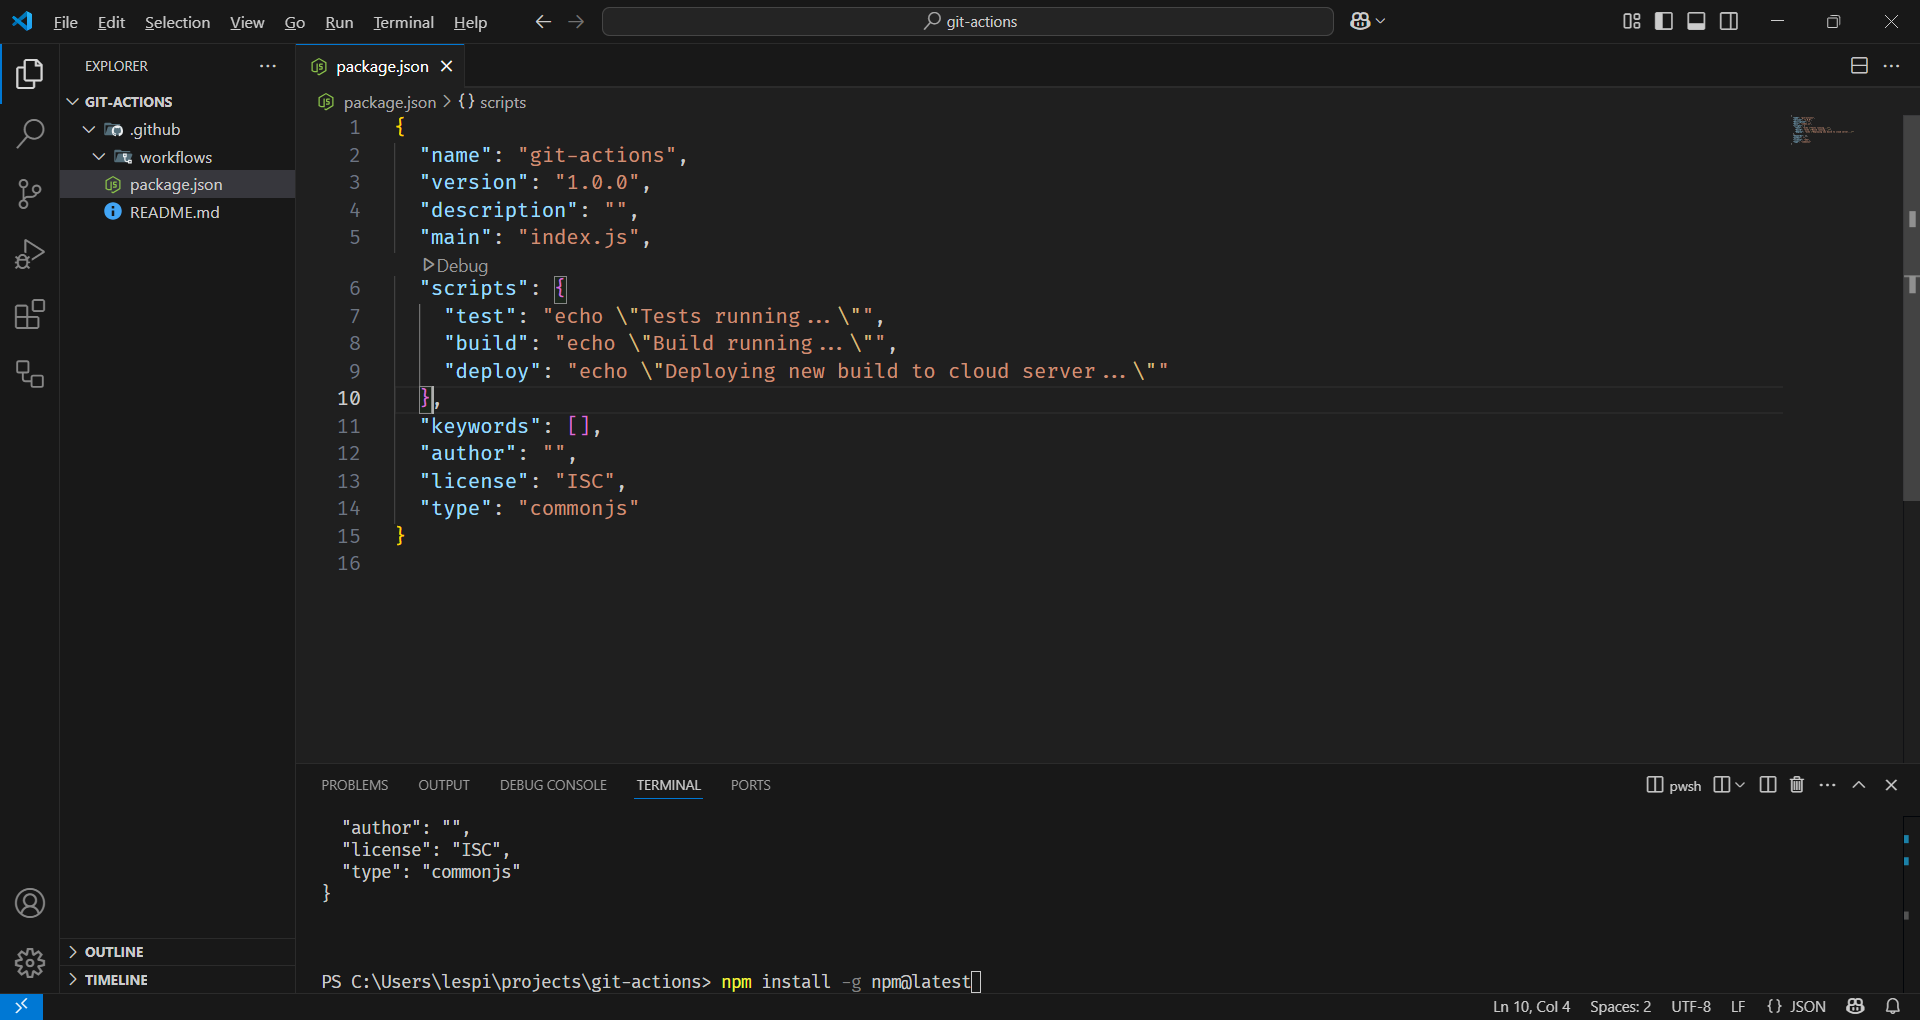 File Edit Selection View Go Run Terminal Help
git-actions
EXPLORER
GIT-ACTIONS
.github
workflows
package.json
README.md
OUTLINE
TIMELINE
package.json
package.json > {} scripts
1 {
2 "name": "git-actions",
3 "version": "1.0.0",
4 "description": "",
5 "main": "index.js",
Debug
6 "scripts": {
7 "test": "echo \"Tests running...\"",
8 "build": "echo \"Build running...\"",
9 "deploy": "echo \"Deploying new build to cloud server...\""
10 },
11 "keywords": [],
12 "author": "",
13 "license": "ISC",
14 "type": "commonjs"
15 }
16
PROBLEMS OUTPUT DEBUG CONSOLE TERMINAL PORTS
pwsh
"author": "",
"license": "ISC",
"type": "commonjs"
}
PS C:\Users\lespi\projects\git-actions> npm install -g npm@latest
Ln 10, Col 4 Spaces: 2 UTF-8 LF {} JSON